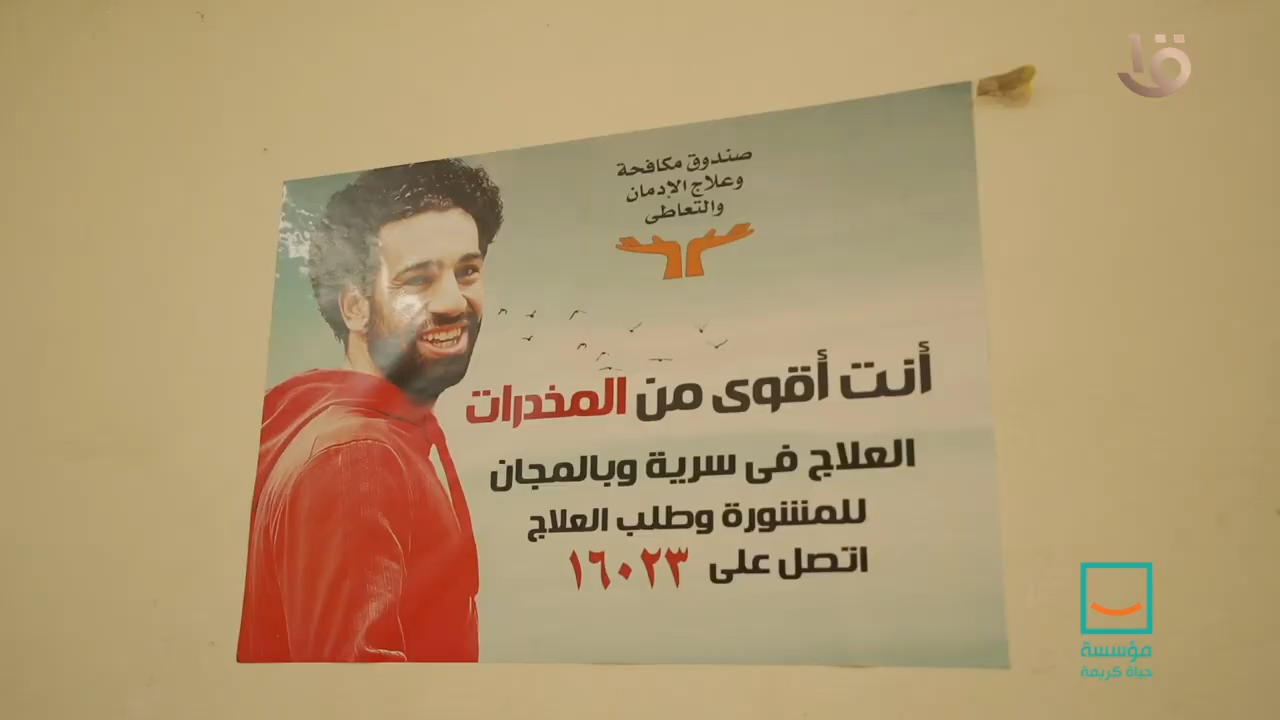 صندوق مكافحة
وعلاج الإدمان
والتعاطى
أنت أقوى من المخدرات
العلاج فى سرية وبالمجان
للمشورة وطلب العلاج
اتصل على ١٦٠٢٣
مؤسسة
حياة كريمة